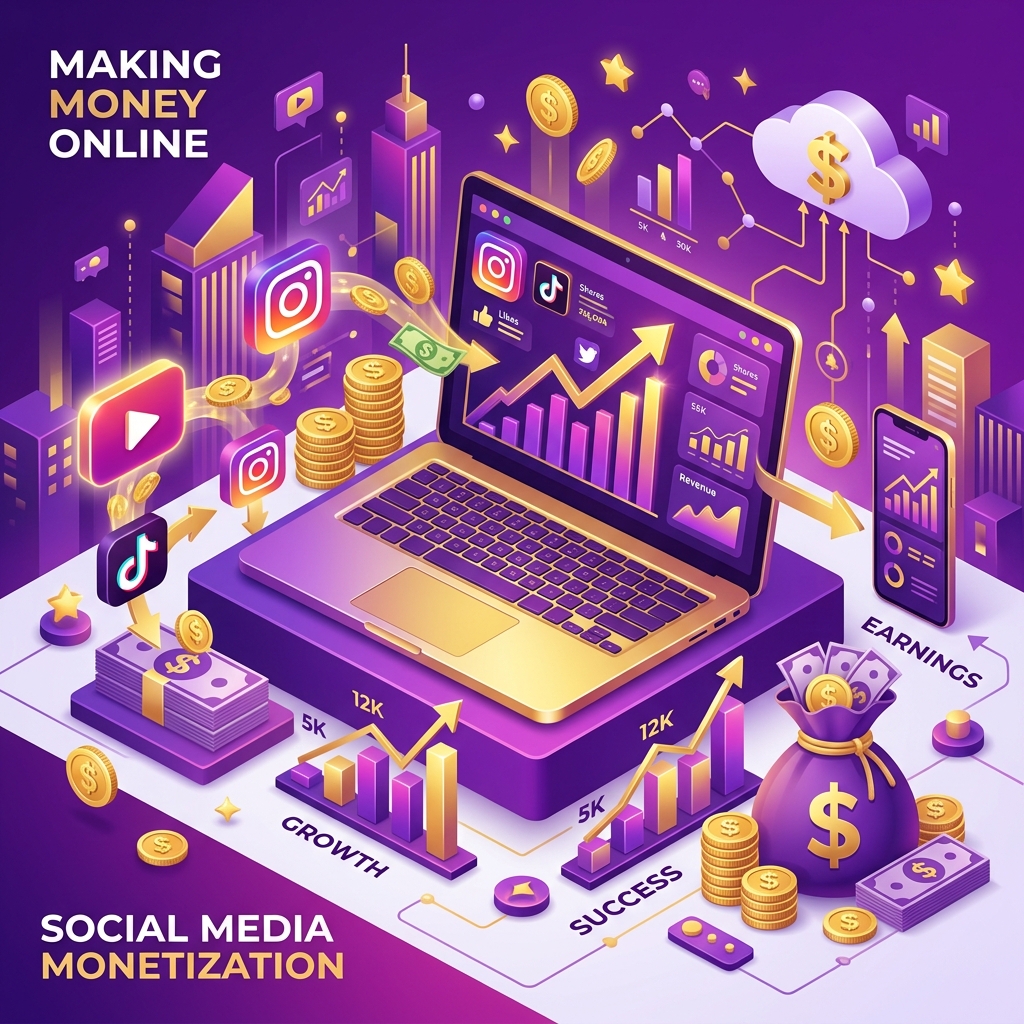 MAKING
MONEY
ONLINE
5K
30K
Shares
Likes
Shares
56K
Revenue
EARNINGS
12K
5K
12K
5K
GROWTH
SUCCESS
SOCIAL MEDIA
MONETIZATION